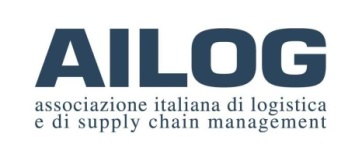 AILOG
associazione italiana di logistica
e di supply chain management